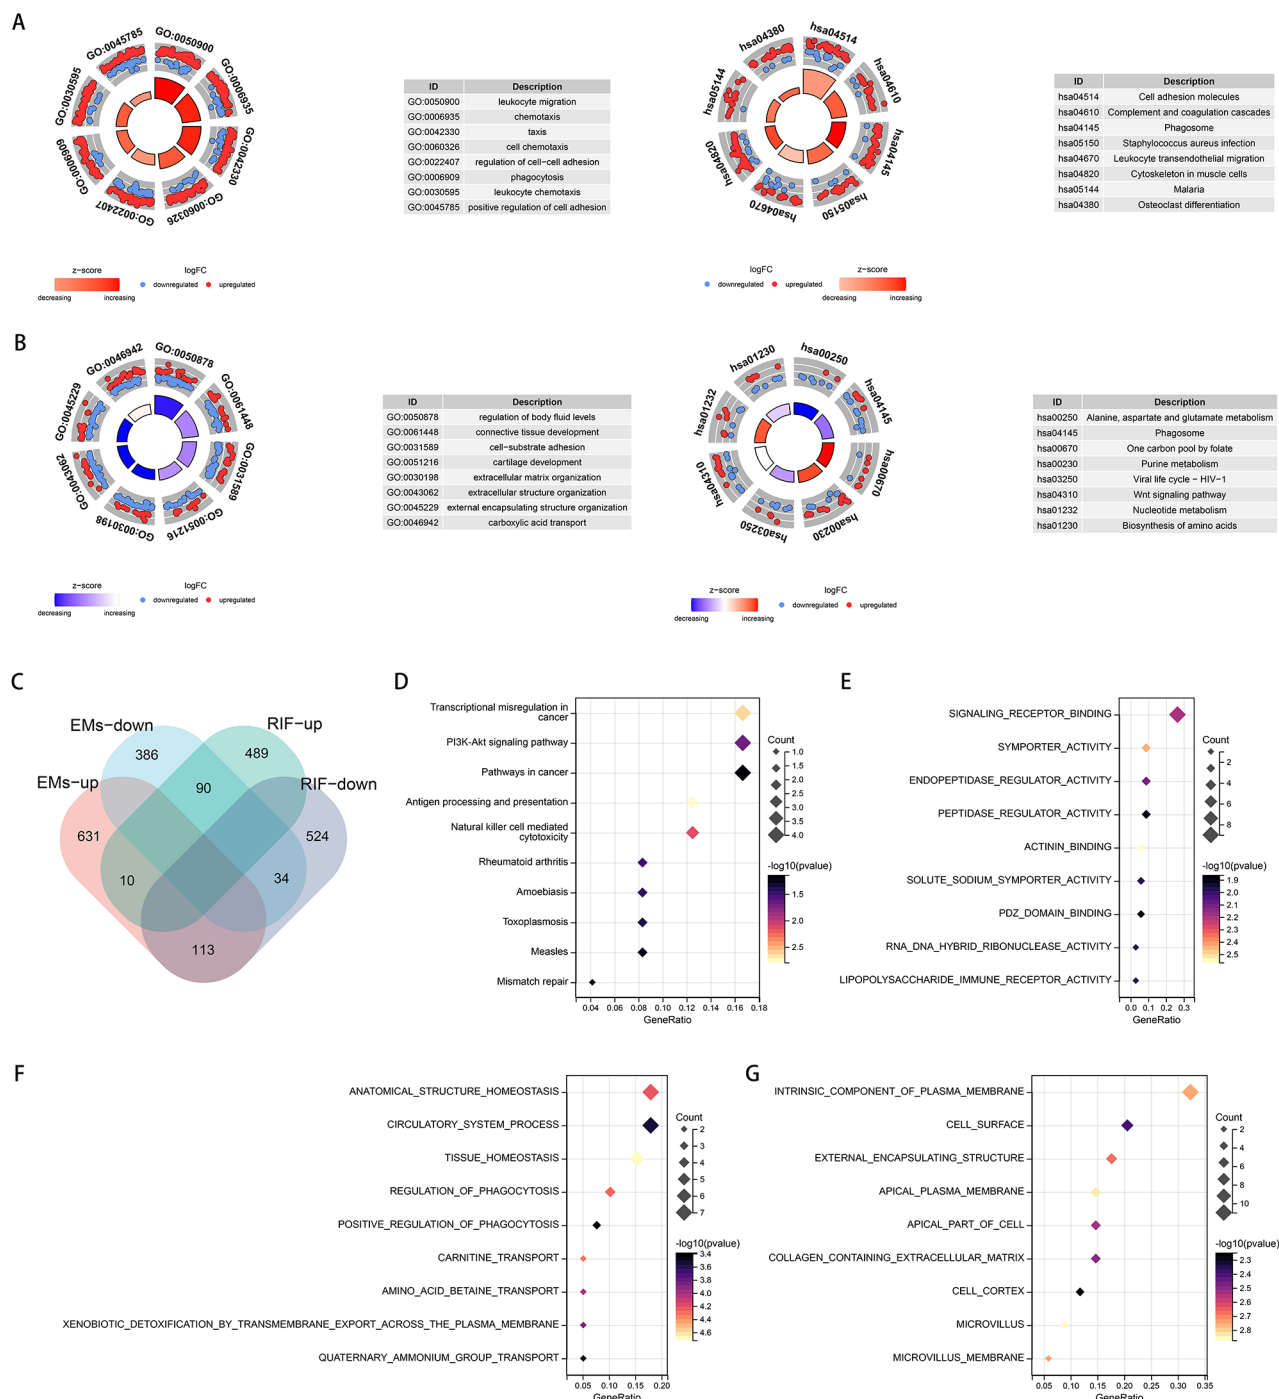 A
GO:0045785
GO:0050900
GO:0030595
GO:0006935
GO:0006909
GO:0042330
GO:0022407
GO:0060326
ID Description
GO:0050900 leukocyte migration
GO:0006935 chemotaxis
GO:0042330 taxis
GO:0060326 cell chemotaxis
GO:0022407 regulation of cell−cell adhesion
GO:0006909 phagocytosis
GO:0030595 leukocyte chemotaxis
GO:0045785 positive regulation of cell adhesion
z−score
decreasing increasing
logFC
downregulated upregulated
hsa04380
hsa04514
hsa05144
hsa04610
hsa04820
hsa04145
hsa04670
hsa05150
ID Description
hsa04514 Cell adhesion molecules
hsa04610 Complement and coagulation cascades
hsa04145 Phagosome
hsa05150 Staphylococcus aureus infection
hsa04670 Leukocyte transendothelial migration
hsa04820 Cytoskeleton in muscle cells
hsa05144 Malaria
hsa04380 Osteoclast differentiation
logFC
downregulated upregulated
z−score
decreasing increasing
B
GO:0046942
GO:0050878
GO:0045229
GO:0061448
GO:0043062
GO:0031589
GO:0030198
GO:0051216
ID Description
GO:0050878 regulation of body fluid levels
GO:0061448 connective tissue development
GO:0031589 cell−substrate adhesion
GO:0051216 cartilage development
GO:0030198 extracellular matrix organization
GO:0043062 extracellular structure organization
GO:0045229 external encapsulating structure organization
GO:0046942 carboxylic acid transport
z−score
decreasing increasing
logFC
downregulated upregulated
hsa01230
hsa00250
hsa01232
hsa04145
hsa04310
hsa00670
hsa03250
hsa00230
ID Description
hsa00250 Alanine, aspartate and glutamate metabolism
hsa04145 Phagosome
hsa00670 One carbon pool by folate
hsa00230 Purine metabolism
hsa03250 Viral life cycle − HIV−1
hsa04310 Wnt signaling pathway
hsa01232 Nucleotide metabolism
hsa01230 Biosynthesis of amino acids
z−score
decreasing increasing
logFC
downregulated upregulated
C
EMs−down
RIF−up
EMs−up
RIF−down
386
489
90
631
524
10
34
113
D
Transcriptional misregulation in
cancer
PI3K-Akt signaling pathway
Pathways in cancer
Antigen processing and presentation
Natural killer cell mediated
cytotoxicity
Rheumatoid arthritis
Amoebiasis
Toxoplasmosis
Measles
Mismatch repair
0.04 0.06 0.08 0.10 0.12 0.14 0.16 0.18
GeneRatio
Count
1.0
1.5
2.0
2.5
3.0
3.5
4.0
-log10(pvalue)
1.5
2.0
2.5
E
SIGNALING_RECEPTOR_BINDING
SYMPORTER_ACTIVITY
ENDOPEPTIDASE_REGULATOR_ACTIVITY
PEPTIDASE_REGULATOR_ACTIVITY
ACTININ_BINDING
SOLUTE_SODIUM_SYMPORTER_ACTIVITY
PDZ_DOMAIN_BINDING
RNA_DNA_HYBRID_RIBONUCLEASE_ACTIVITY
LIPOPOLYSACCHARIDE_IMMUNE_RECEPTOR_ACTIVITY
0.0 0.1 0.2 0.3
GeneRatio
Count
2
4
6
8
-log10(pvalue)
1.9
2.0
2.1
2.2
2.3
2.4
2.5
F
ANATOMICAL_STRUCTURE_HOMEOSTASIS
CIRCULATORY_SYSTEM_PROCESS
TISSUE_HOMEOSTASIS
REGULATION_OF_PHAGOCYTOSIS
POSITIVE_REGULATION_OF_PHAGOCYTOSIS
CARNITINE_TRANSPORT
AMINO_ACID_BETAINE_TRANSPORT
XENOBIOTIC_DETOXIFICATION_BY_TRANSMEMBRANE_EXPORT_ACROSS_THE_PLASMA_MEMBRANE
QUATERNARY_AMMONIUM_GROUP_TRANSPORT
0.05 0.10 0.15 0.20
GeneRatio
Count
2
3
4
5
6
7
-log10(pvalue)
3.4
3.6
3.8
4.0
4.2
4.4
4.6
G
INTRINSIC_COMPONENT_OF_PLASMA_MEMBRANE
CELL_SURFACE
EXTERNAL_ENCAPSULATING_STRUCTURE
APICAL_PLASMA_MEMBRANE
APICAL_PART_OF_CELL
COLLAGEN_CONTAINING_EXTRACELLULAR_MATRIX
CELL_CORTEX
MICROVILLUS
MICROVILLUS_MEMBRANE
0.05 0.10 0.15 0.20 0.25 0.30 0.35
GeneRatio
Count
2
4
6
8
10
-log10(pvalue)
2.3
2.4
2.5
2.6
2.7
2.8